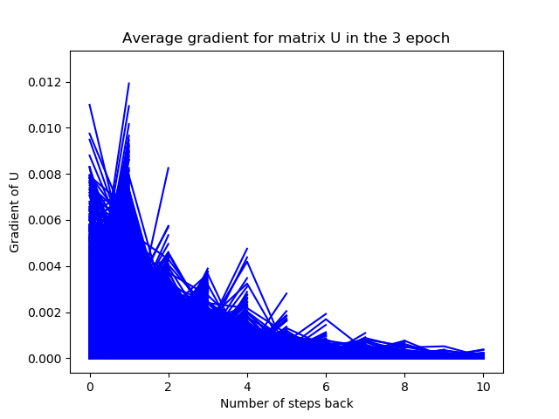 Average gradient for matrix U in the 3 epoch
Gradient of U
0.012
0.010
0.008
0.006
0.004
0.002
0.000
0 2 4 6 8 10
Number of steps back